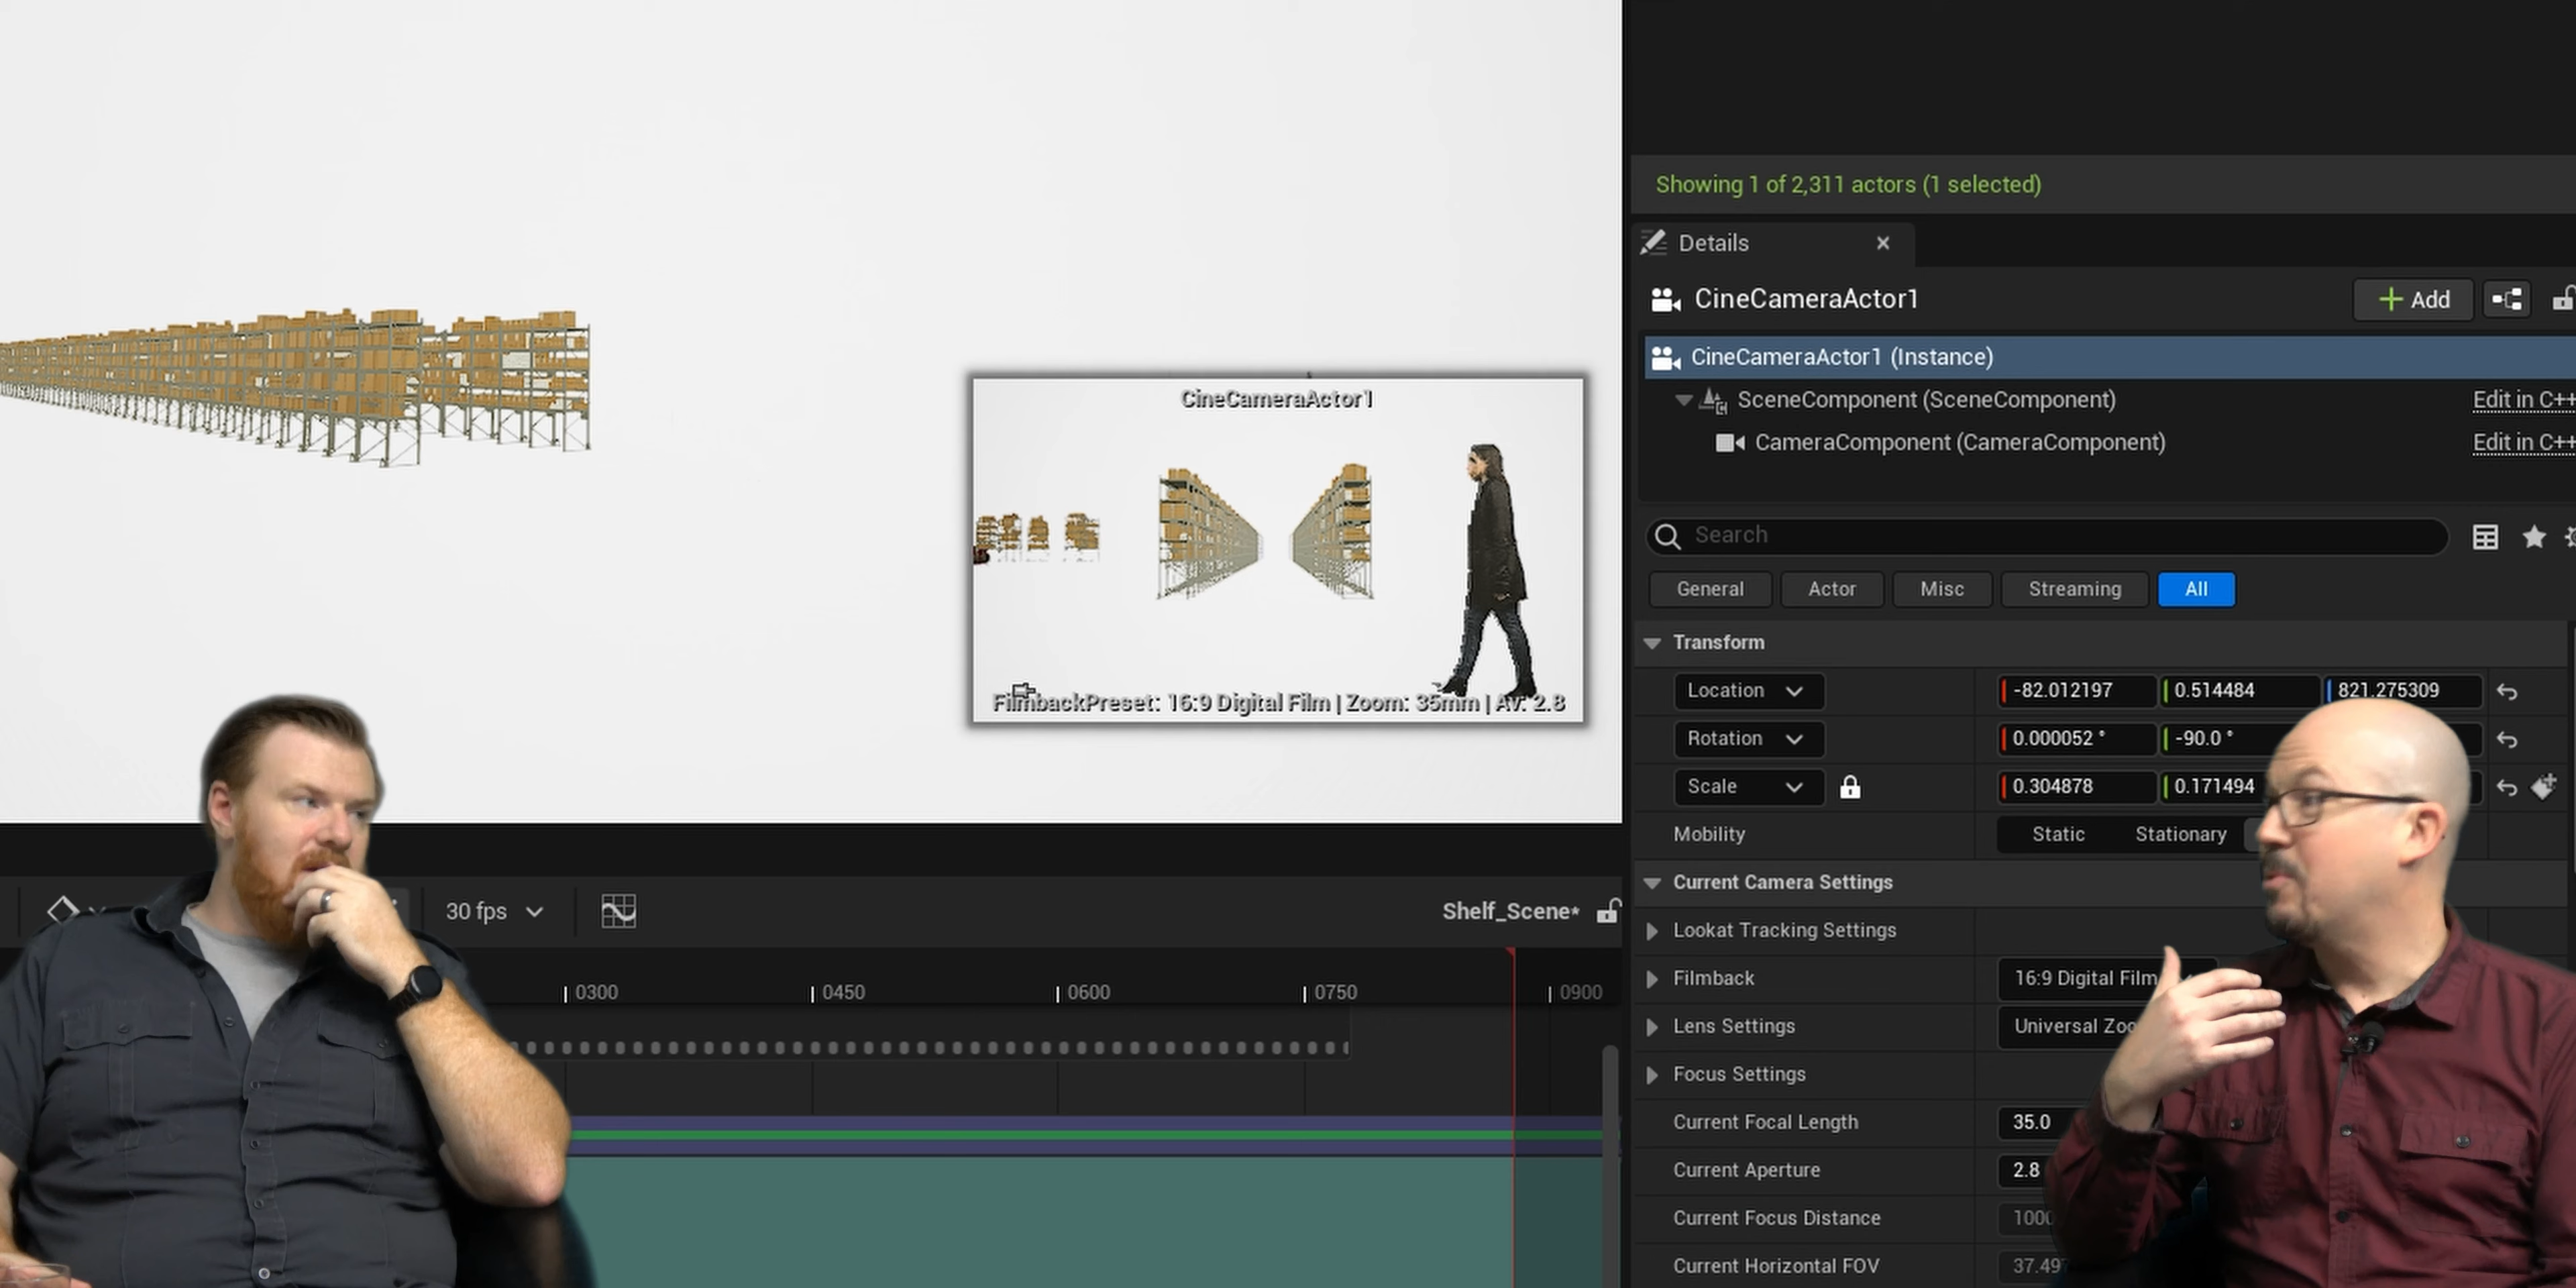 Showing 1 of 2,311 actors (1 selected)
Details
CineCameraActor1
Add
CineCameraActor1 (Instance)
SceneComponent (SceneComponent)
Edit in C++
CameraComponent (CameraComponent)
Edit in C++
Search
General Actor Misc Streaming All
Transform
Location -82.012197 0.514484 821.275309
Rotation 0.000052 ° -90.0 °
Scale 0.304878 0.171494
Mobility Static Stationary
Current Camera Settings
Lookat Tracking Settings
Filmback 16:9 Digital Film
Lens Settings Universal
Focus Settings
Current Focal Length 35.0
Current Aperture 2.8
Current Focus Distance
Current Horizontal FOV
CineCameraActor1
FilmbackPreset: 16:9 Digital Film | Zoom: 35mm | Av: 2.8
30 fps
Shelf_Scene*
0300 0450 0600 0750 0900